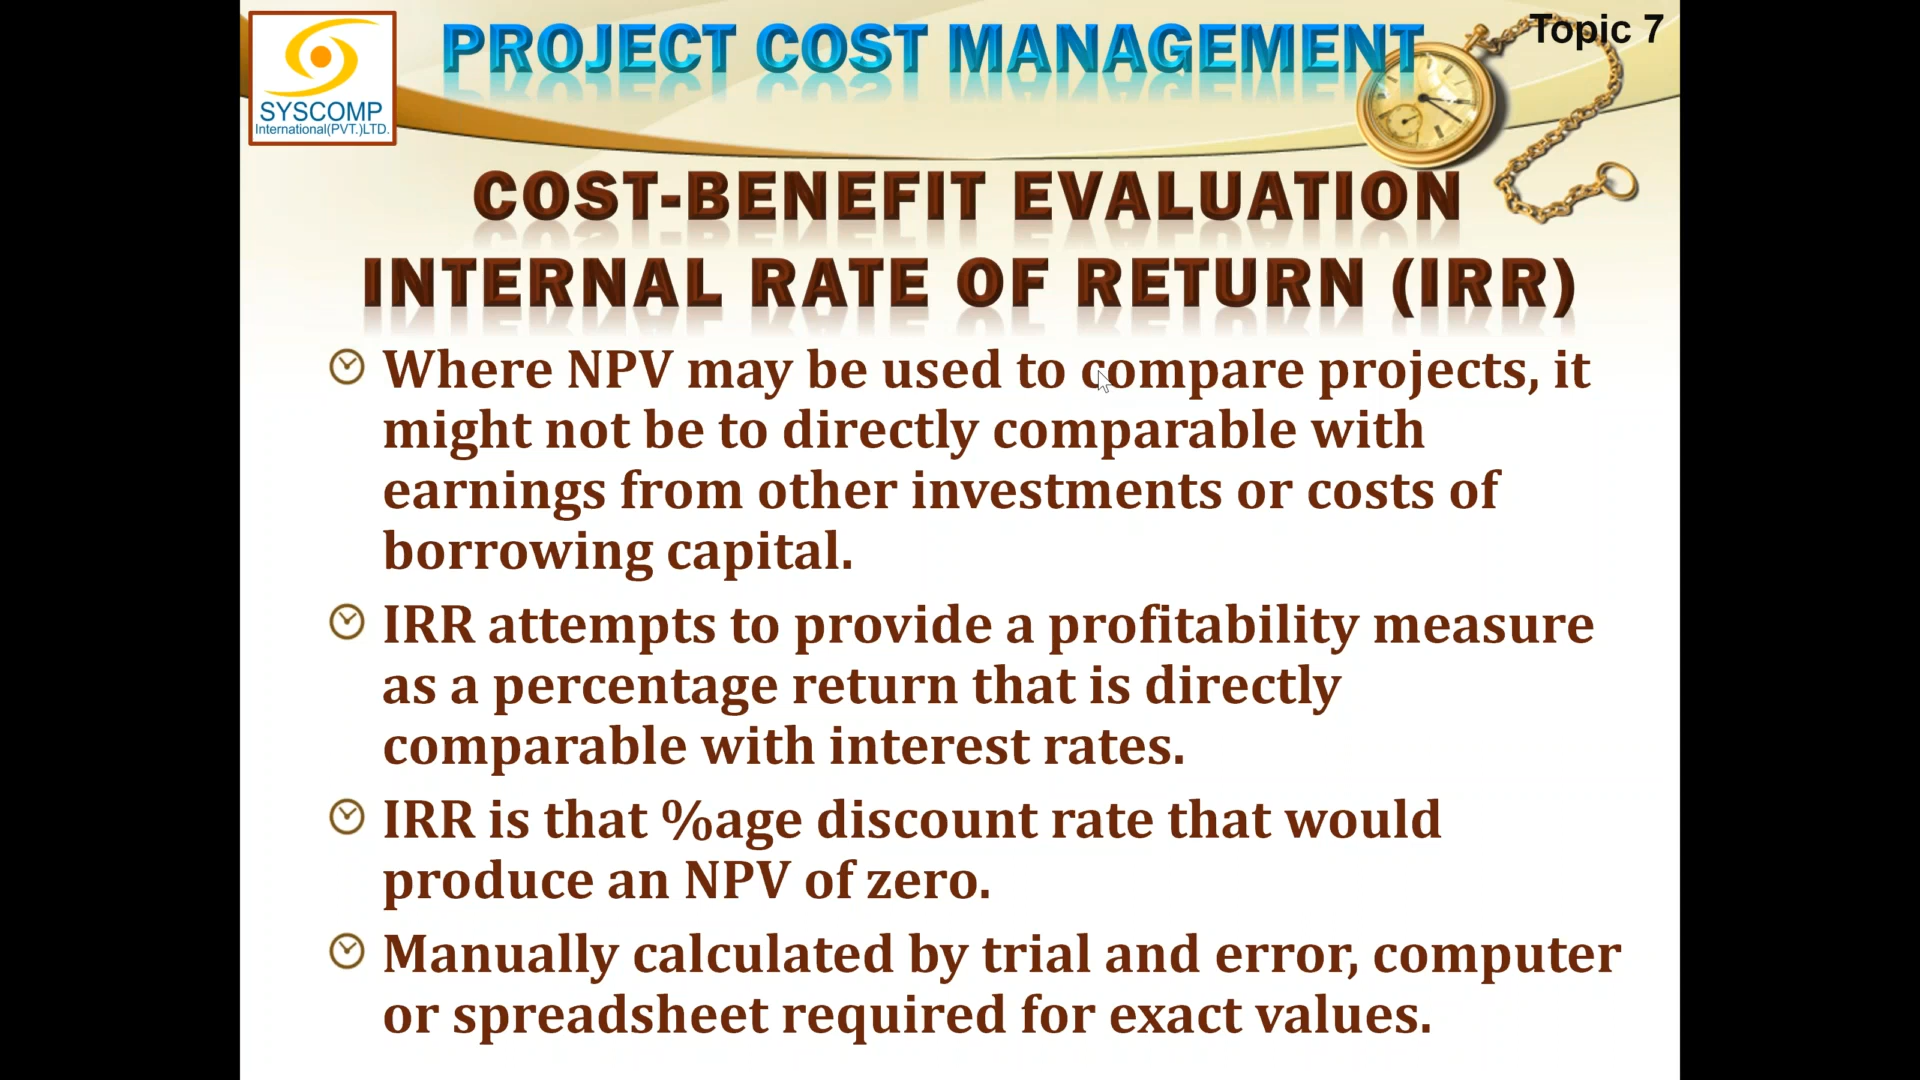 SYSCOMP
International(PVT.)LTD.
PROJECT COST MANAGEMENT
Topic 7
COST-BENEFIT EVALUATION
INTERNAL RATE OF RETURN (IRR)
Where NPV may be used to compare projects, it
might not be to directly comparable with
earnings from other investments or costs of
borrowing capital.
IRR attempts to provide a profitability measure
as a percentage return that is directly
comparable with interest rates.
IRR is that %age discount rate that would
produce an NPV of zero.
Manually calculated by trial and error, computer
or spreadsheet required for exact values.